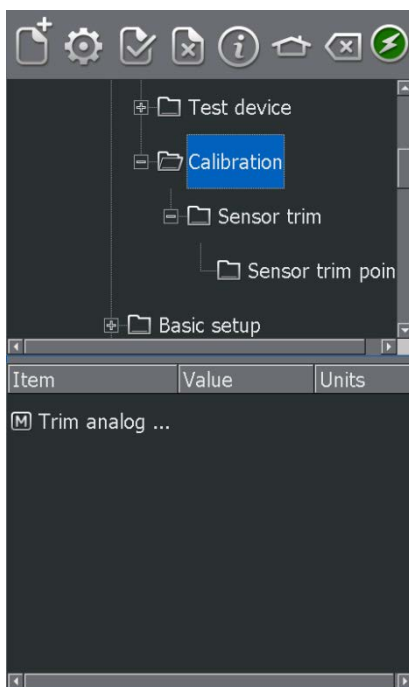 Test device
Calibration
Sensor trim
Sensor trim poin
Basic setup
Item Value Units
M Trim analog ...